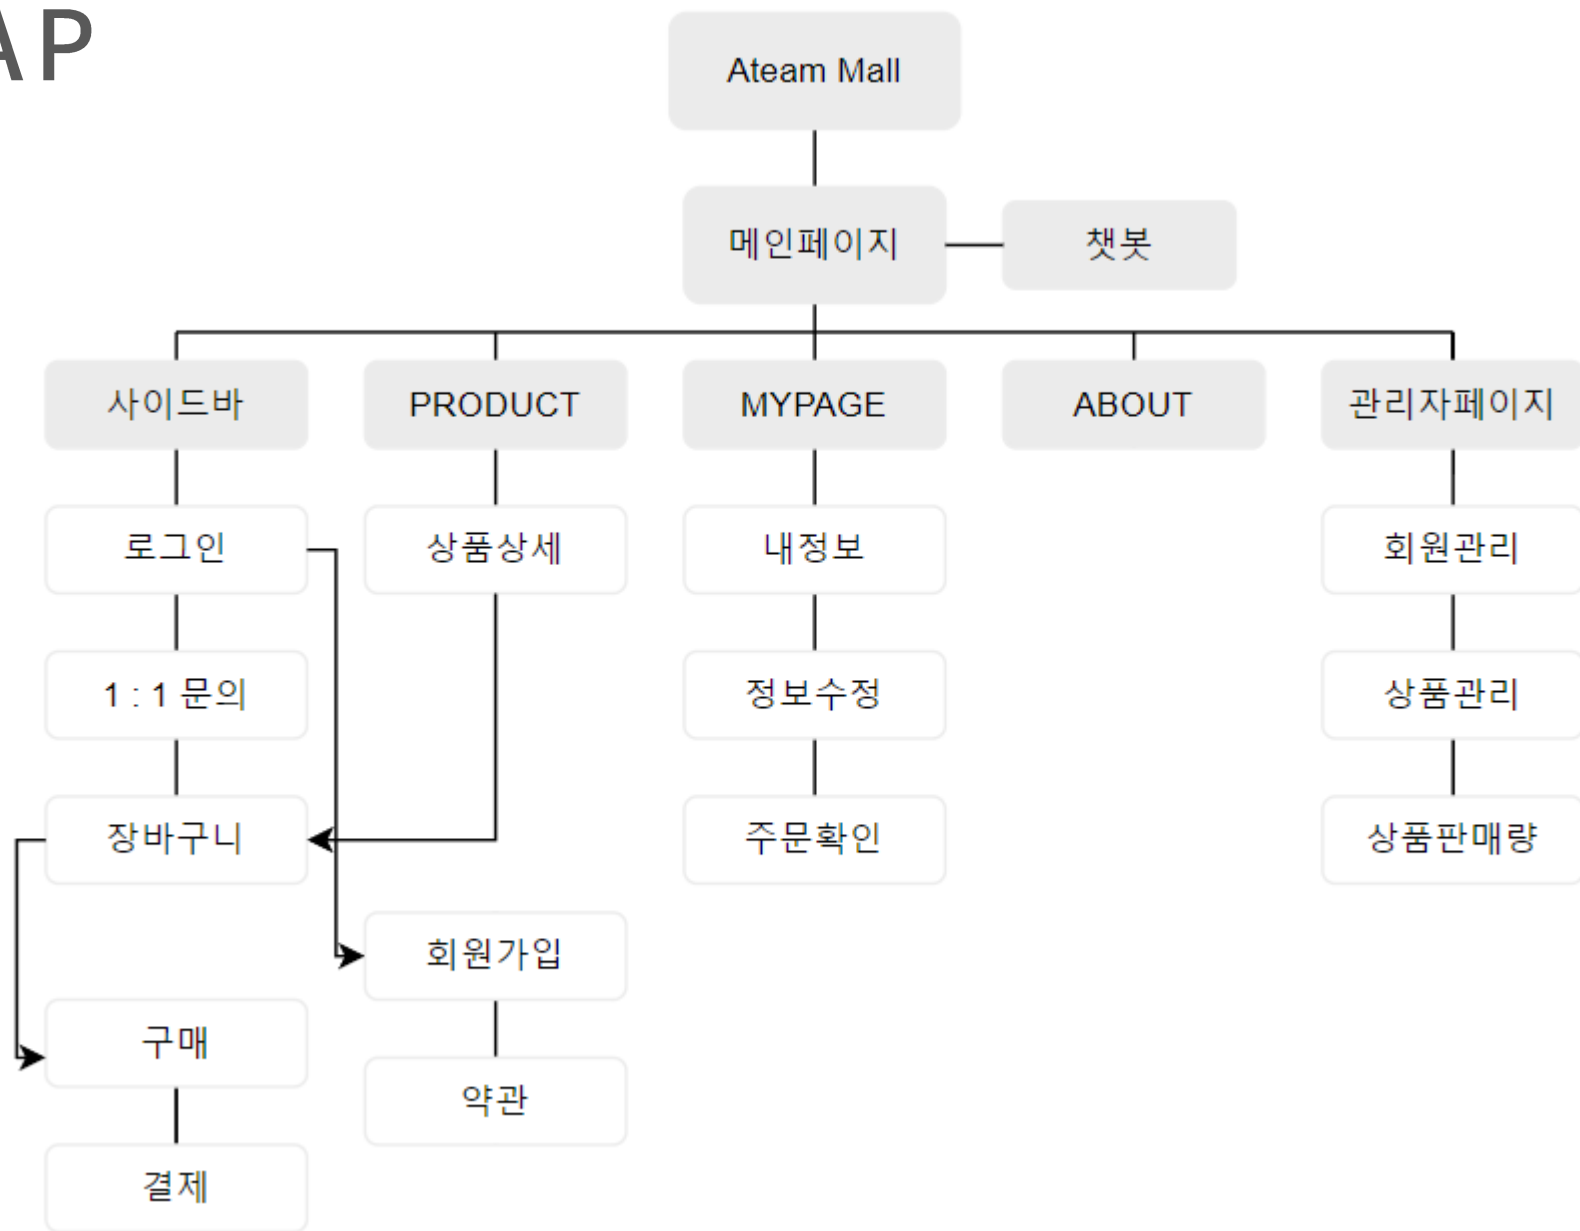 AP
Ateam Mall
메인페이지
챗봇
사이드바
PRODUCT
MYPAGE
ABOUT
관리자페이지
로그인
상품상세
내정보
회원관리
1 : 1 문의
정보수정
상품관리
장바구니
주문확인
상품판매량
회원가입
구매
약관
결제